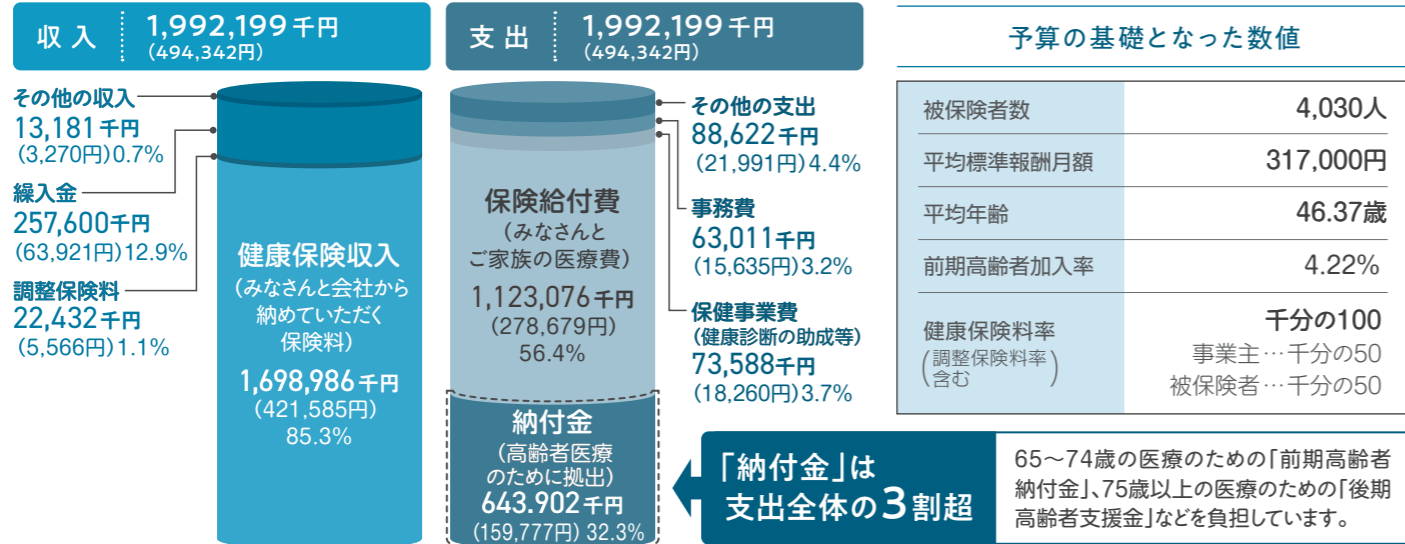 収入 1,992,199千円
(494,342円)
その他の収入
13,181千円
(3,270円)0.7%
繰入金
257,600千円
(63,921円)12.9%
調整保険料
22,432千円
(5,566円)1.1%
健康保険収入
(みなさんと会社から
納めていただく
保険料)
1,698,986千円
(421,585円)
85.3%
支出 1,992,199千円
(494,342円)
保険給付費
(みなさんと
ご家族の医療費)
1,123,076千円
(278,679円)
56.4%
納付金
(高齢者医療
のために拠出)
643.902千円
(159,777円) 32.3%
その他の支出
88,622千円
(21,991円)4.4%
事務費
63,011千円
(15,635円)3.2%
保健事業費
(健康診断の助成等)
73,588千円
(18,260円)3.7%
予算の基礎となった数値
被保険者数 4,030人
平均標準報酬月額 317,000円
平均年齢 46.37歳
前期高齢者加入率 4.22%
健康保険料率
(調整保険料率
含む)
千分の100
事業主…千分の50
被保険者…千分の50
「納付金」は
支出全体の3割超
65〜74歳の医療のための「前期高齢者
納付金」、75歳以上の医療のための「後期
高齢者支援金」などを負担しています。